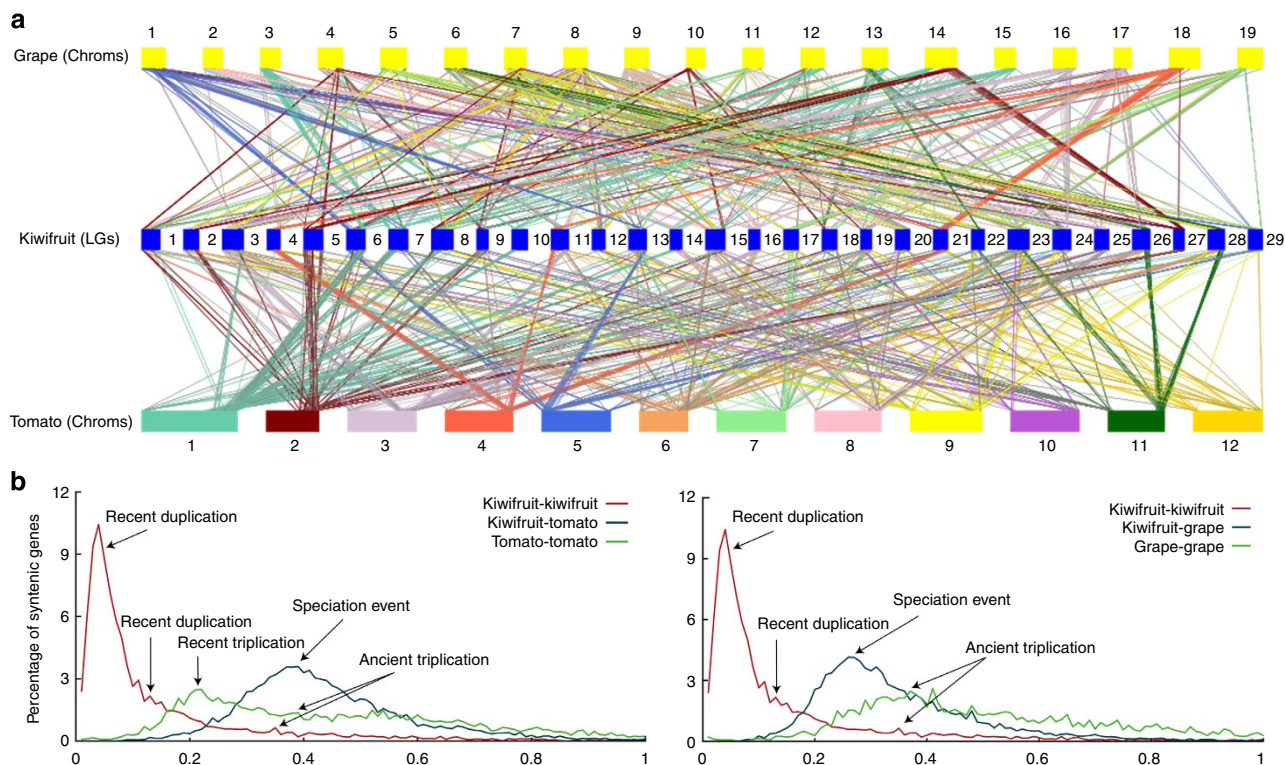 a
1 2 3 4 5 6 7 8 9 10 11 12 13 14 15 16 17 18 19
Grape (Chroms)
Kiwifruit (LGs)
1 2 3 4 5 6 7 8 9 10 11 12 13 14 15 16 17 18 19 20 21 22 23 24 25 26 27 28 29
Tomato (Chroms)
1 2 3 4 5 6 7 8 9 10 11 12
b
Percentage of syntenic genes
12
9
6
3
0
0 0.2 0.4 0.6 0.8 1
Kiwifruit-kiwifruit
Kiwifruit-tomato
Tomato-tomato
Recent duplication
Recent duplication
Recent triplication
Speciation event
Ancient triplication
12
9
6
3
0
0 0.2 0.4 0.6 0.8 1
Kiwifruit-kiwifruit
Kiwifruit-grape
Grape-grape
Recent duplication
Recent duplication
Speciation event
Ancient triplication